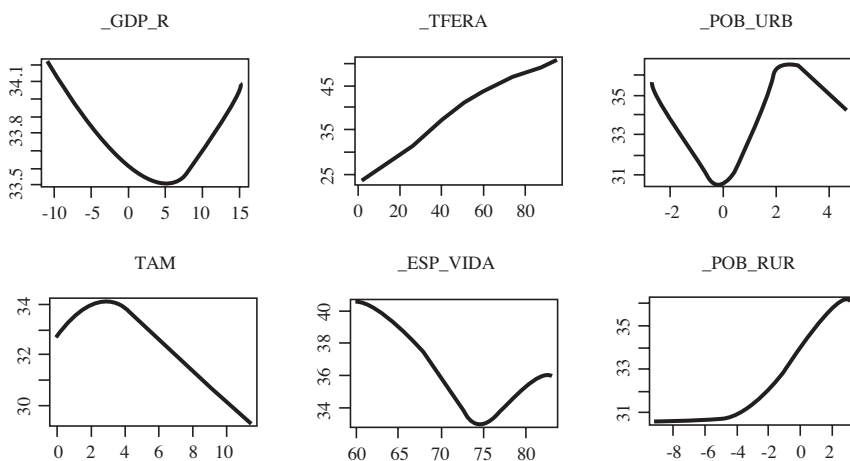 _GDP_R
_TFERA
_POB_URB
34.1
33.8
33.5
-10 -5 0 5 10 15
45
35
25
0 20 40 60 80
35
33
31
-2 0 2 4
TAM
_ESP_VIDA
_POB_RUR
34
32
30
0 2 4 6 8 10
40
38
36
34
60 65 70 75 80
35
33
31
-8 -6 -4 -2 0 2